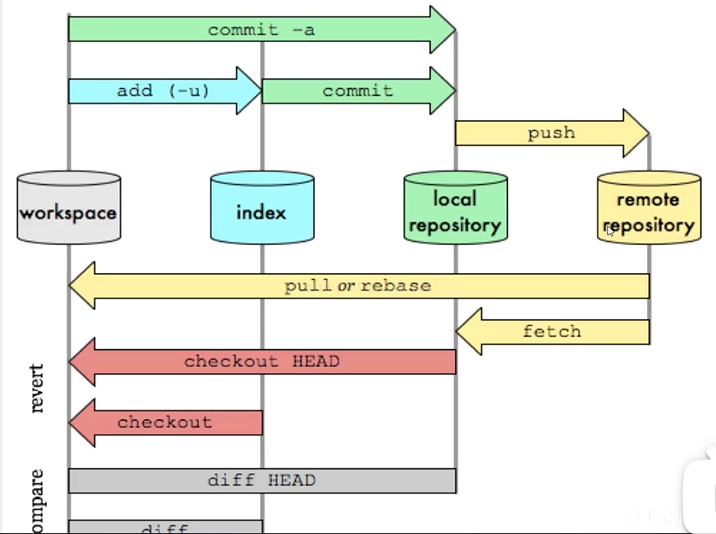 commit -a
add (-u)
commit
push
workspace
index
local
repository
remote
repository
pull or rebase
fetch
checkout HEAD
revert
checkout
diff HEAD
ompare
diff